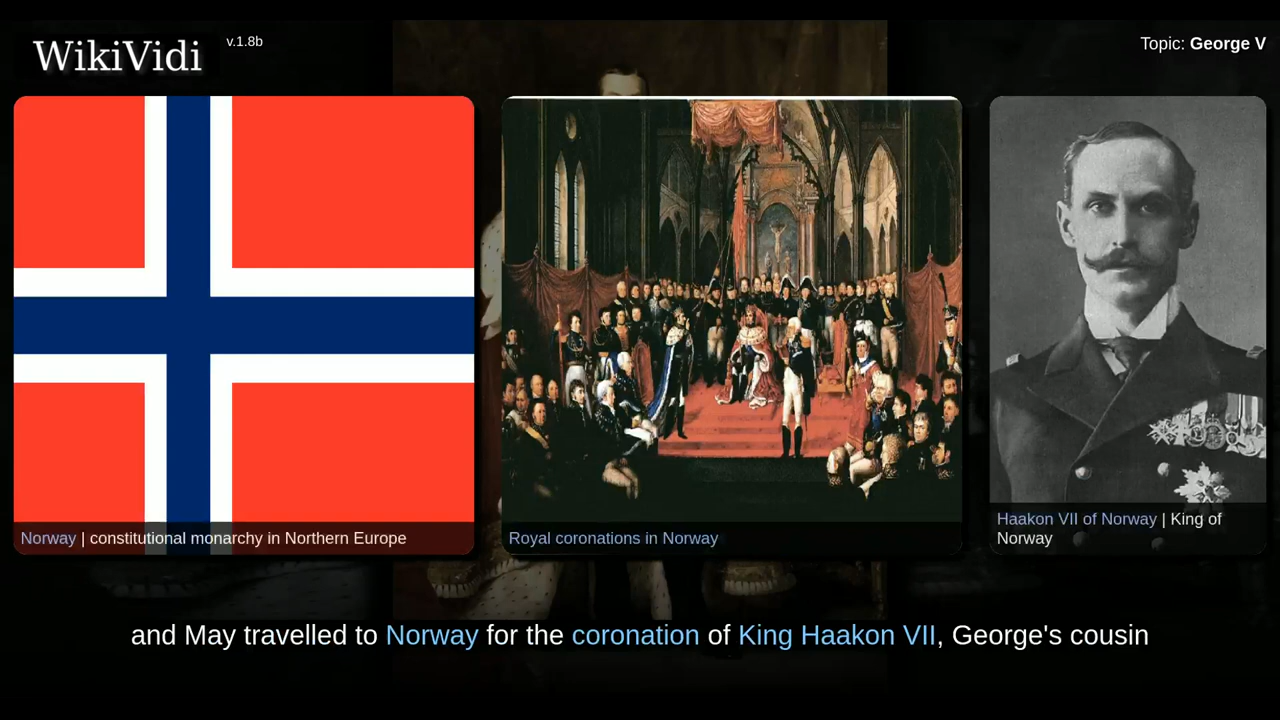 WikiVidi
v.1.8b
Topic: George V
Norway | constitutional monarchy in Northern Europe
Royal coronations in Norway
Haakon VII of Norway | King of
Norway
and May travelled to Norway for the coronation of King Haakon VII, George's cousin